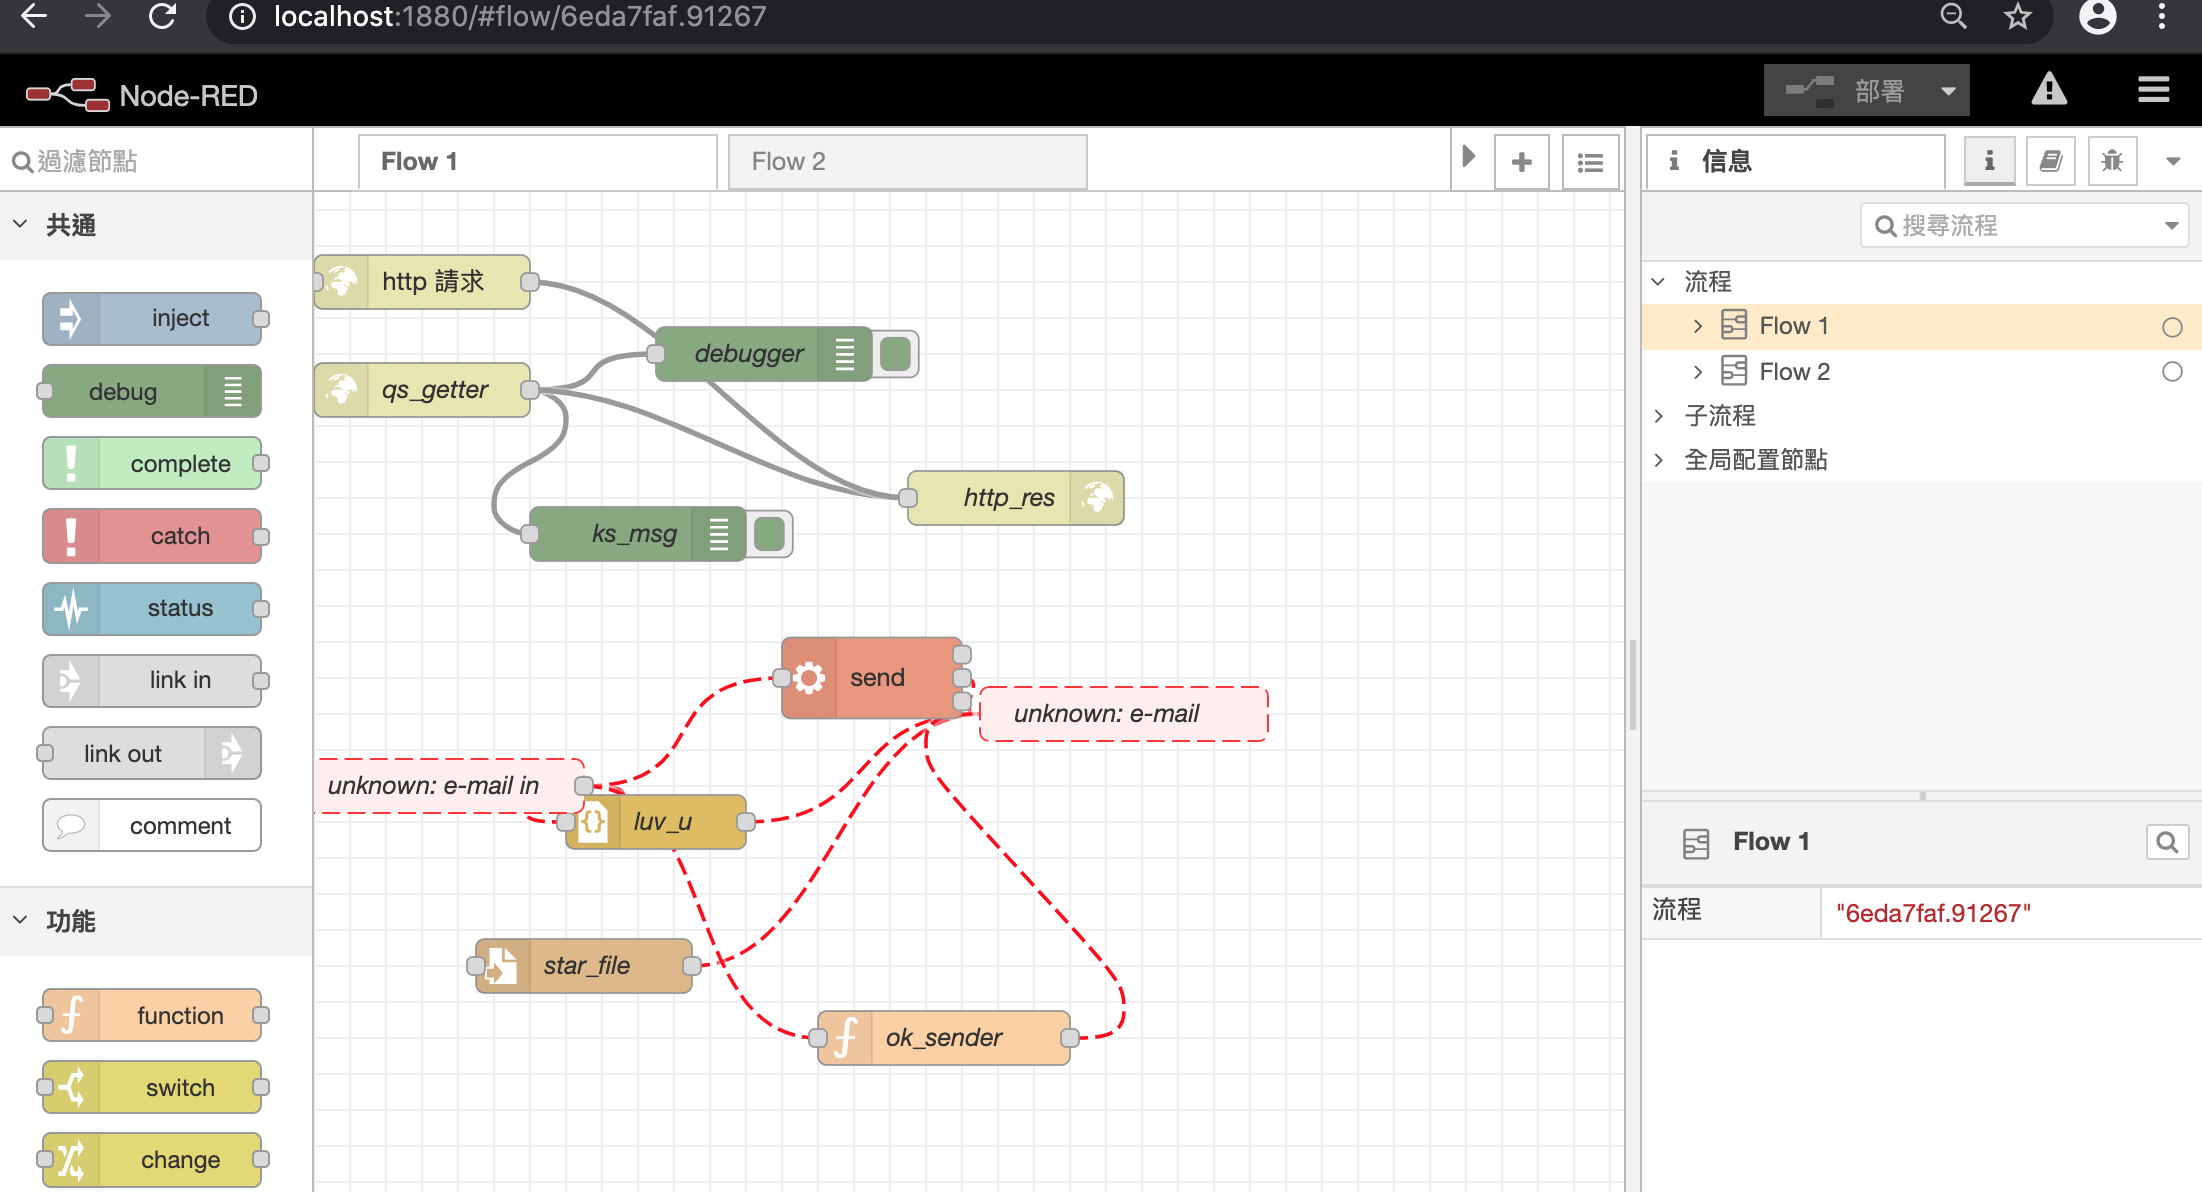 localhost:1880/#flow/6eda7faf.91267
Node-RED
部署
過濾節點
Flow 1
Flow 2
信息
搜尋流程
共通
inject
debug
complete
catch
status
link in
link out
comment
功能
function
switch
change
http 請求
debugger
qs_getter
http_res
ks_msg
send
unknown: e-mail
unknown: e-mail in
luv_u
star_file
ok_sender
流程
Flow 1
Flow 2
子流程
全局配置節點
Flow 1
流程
"6eda7faf.91267"